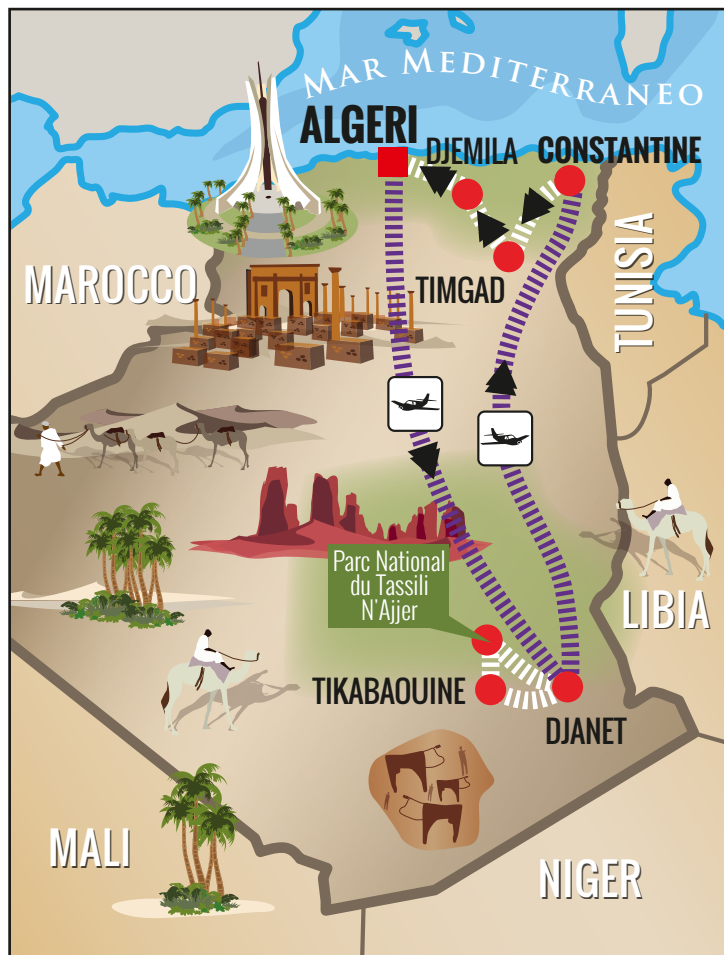 MAR MEDITERRANEO
ALGERI
DJEMILA
CONSTANTINE
MAROCCO
TIMGAD
TUNISIA
Parc National
du Tassili
N'Ajjer
LIBIA
TIKABAOUINE
DJANET
MALI
NIGER